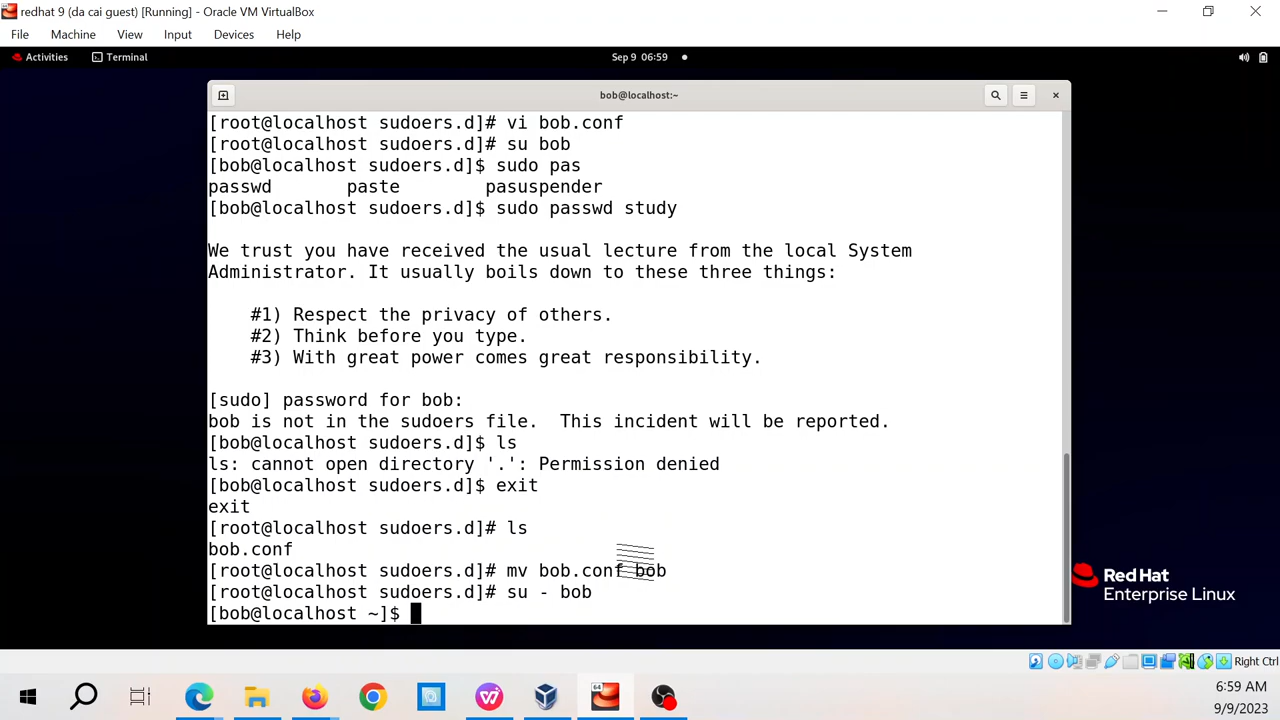 redhat 9 (da cai guest) [Running] - Oracle VM VirtualBox
File Machine View Input Devices Help
Activities Terminal Sep 9 06:59
bob@localhost:~
[root@localhost sudoers.d]# vi bob.conf
[root@localhost sudoers.d]# su bob
[bob@localhost sudoers.d]$ sudo pas
passwd paste pasuspender
[bob@localhost sudoers.d]$ sudo passwd study
We trust you have received the usual lecture from the local System
Administrator. It usually boils down to these three things:
#1) Respect the privacy of others.
#2) Think before you type.
#3) With great power comes great responsibility.
[sudo] password for bob:
bob is not in the sudoers file.  This incident will be reported.
[bob@localhost sudoers.d]$ ls
ls: cannot open directory '.': Permission denied
[bob@localhost sudoers.d]$ exit
exit
[root@localhost sudoers.d]# ls
bob.conf
[root@localhost sudoers.d]# mv bob.conf bob
[root@localhost sudoers.d]# su - bob
[bob@localhost ~]$
Red Hat
Enterprise Linux
Right Ctrl
64
6:59 AM
9/9/2023